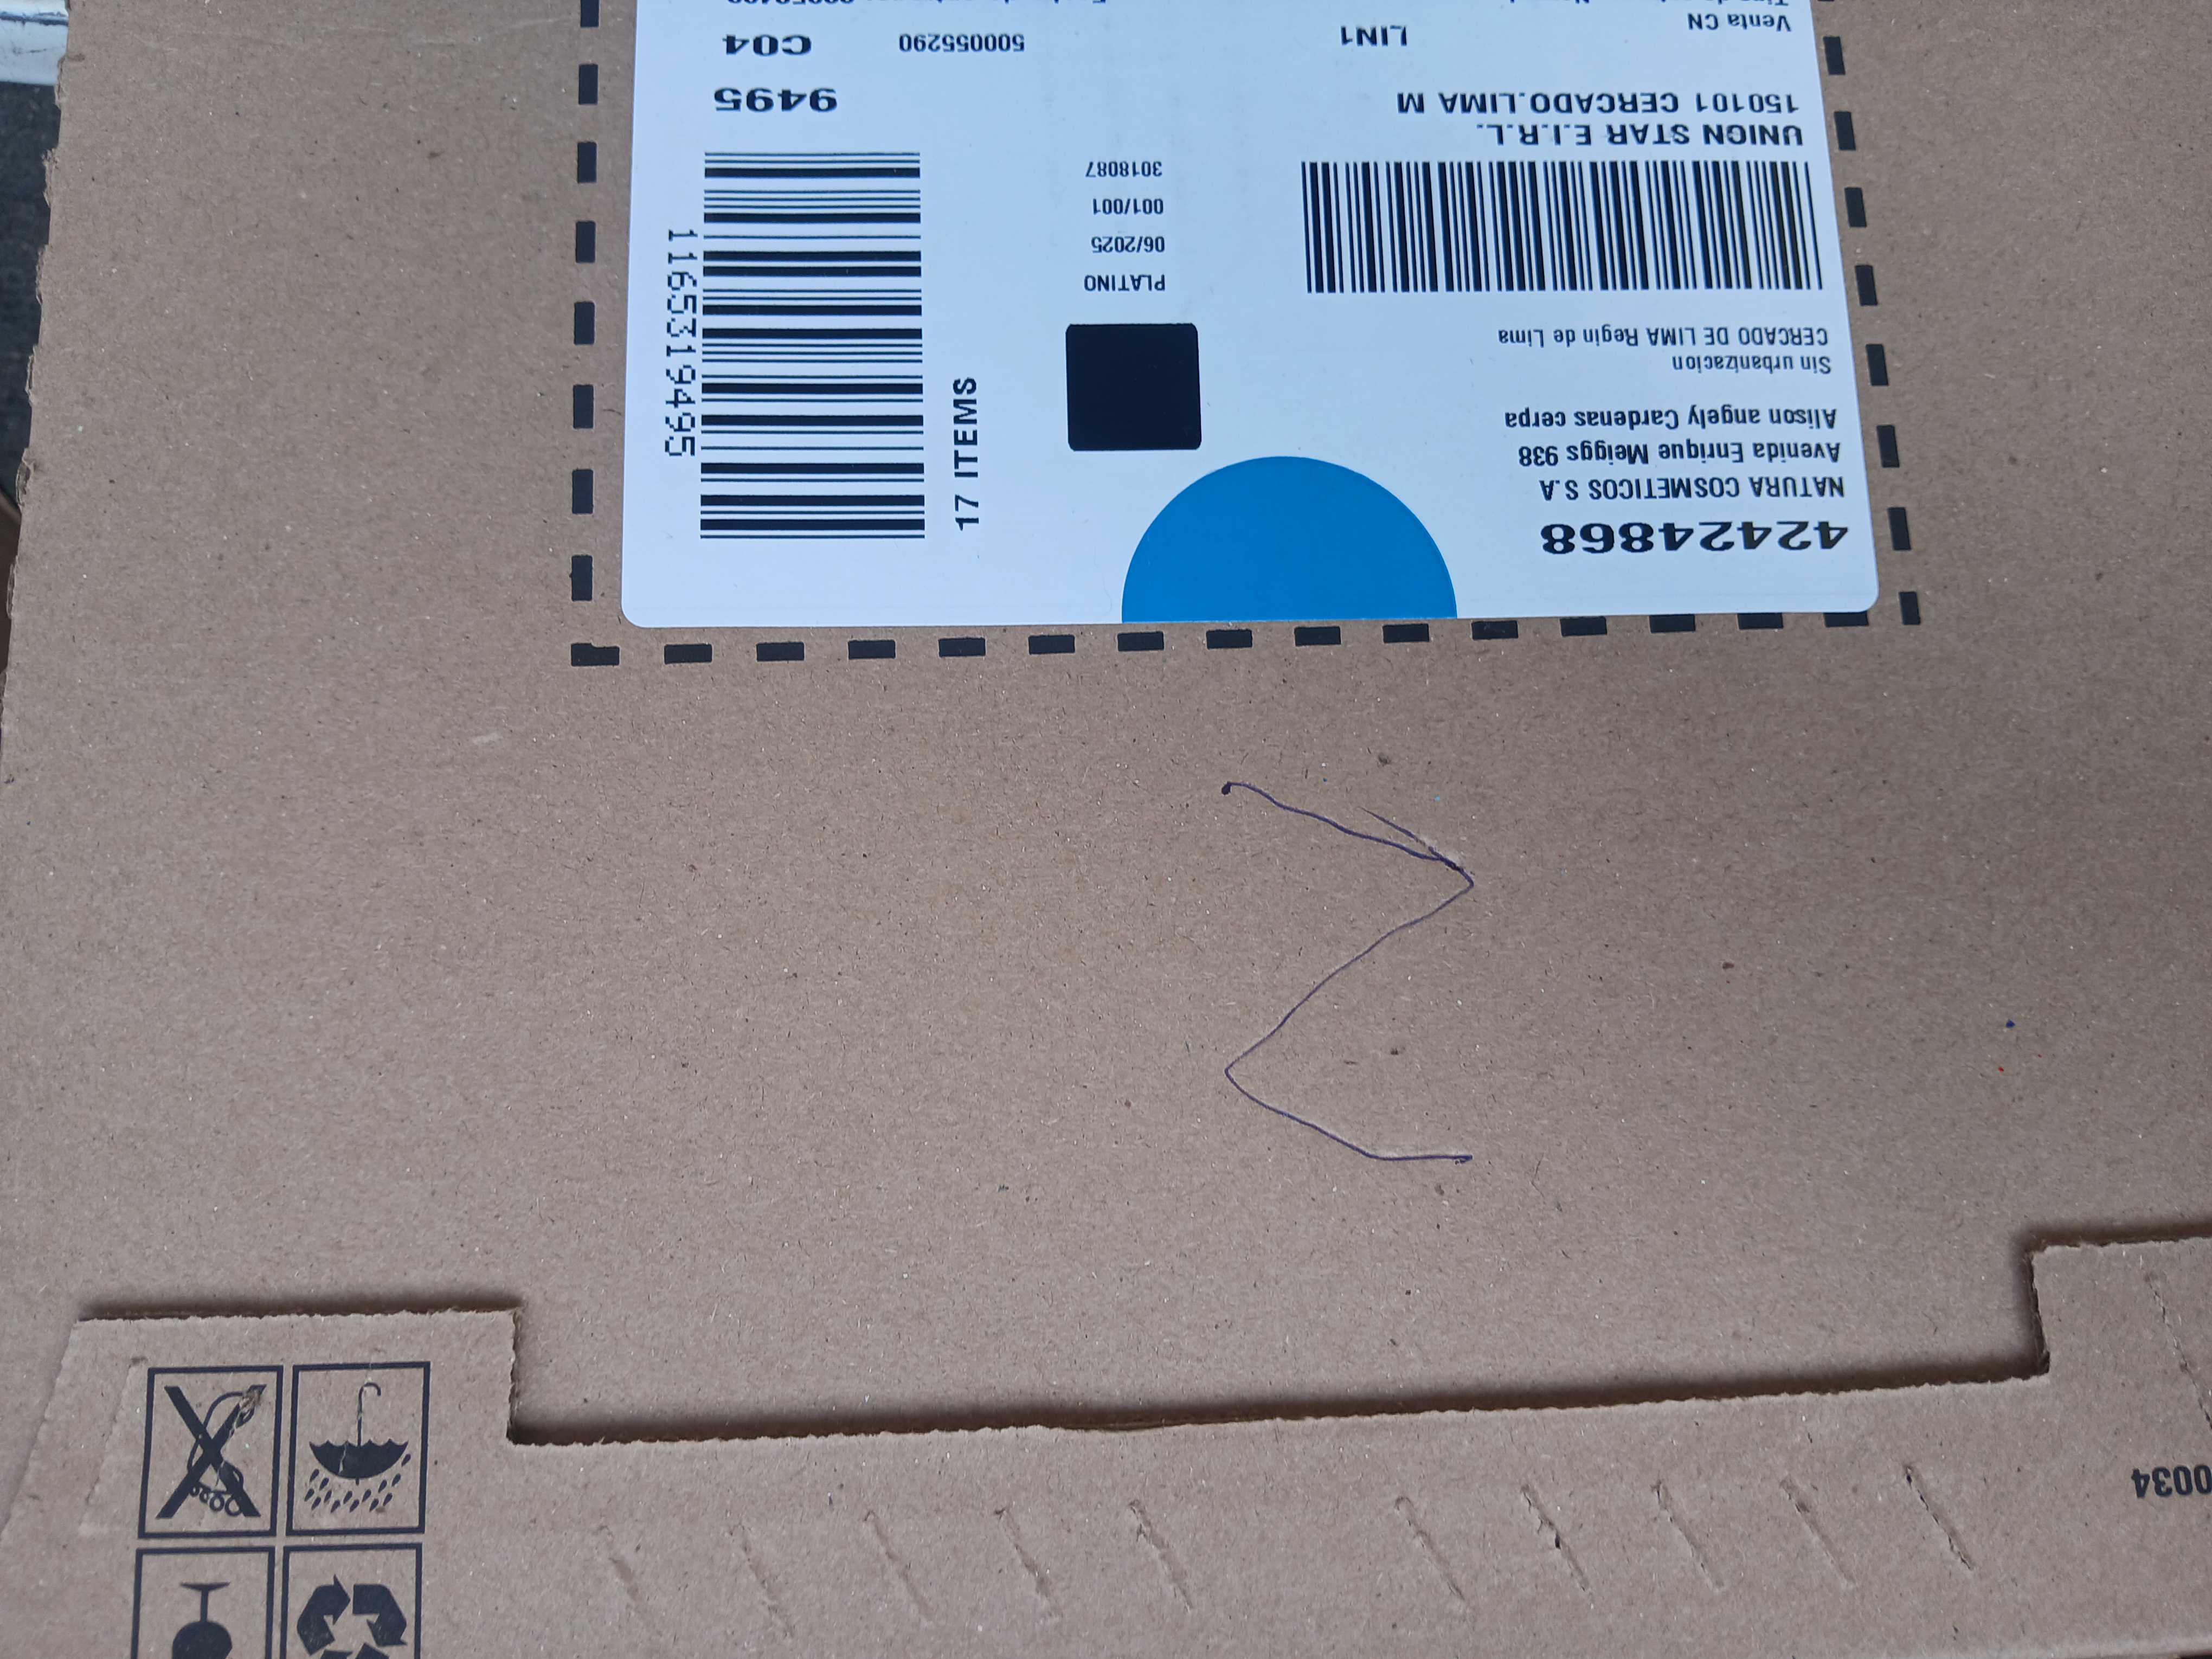 42424868
NATURA COSMETICOS S.A
Avenida Enrique Meiggs 938
Alison angely Cardenas cerpa
Sin urbanizacion
CERCADO DE LIMA Regin de Lima
PLATINO
06/2025
001/001
3018087
17 ITEMS
1165319495
UNION STAR E.I.R.L.
150101 CERCADO.LIMA M
9495
Venta CN
LIN1
500055290
C04
0034